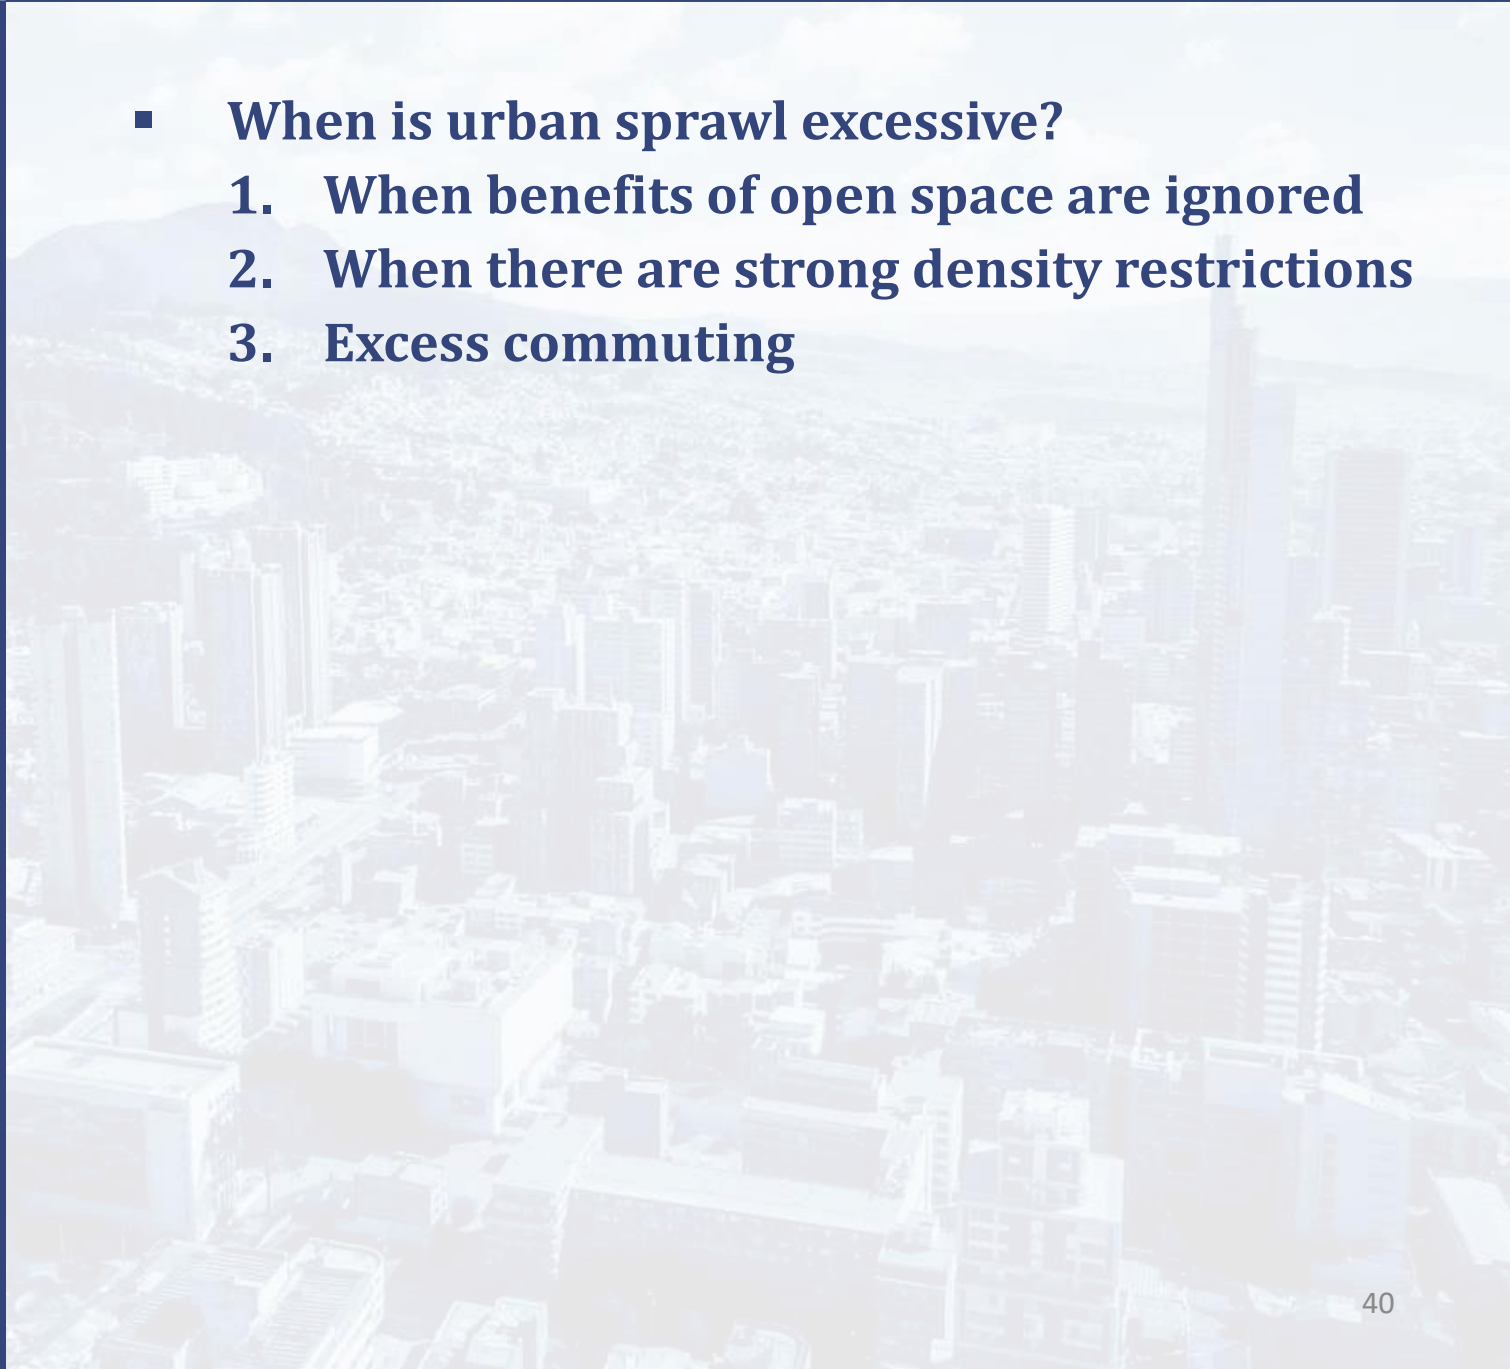 ▪ When is urban sprawl excessive?
1. When benefits of open space are ignored
2. When there are strong density restrictions
3. Excess commuting
40